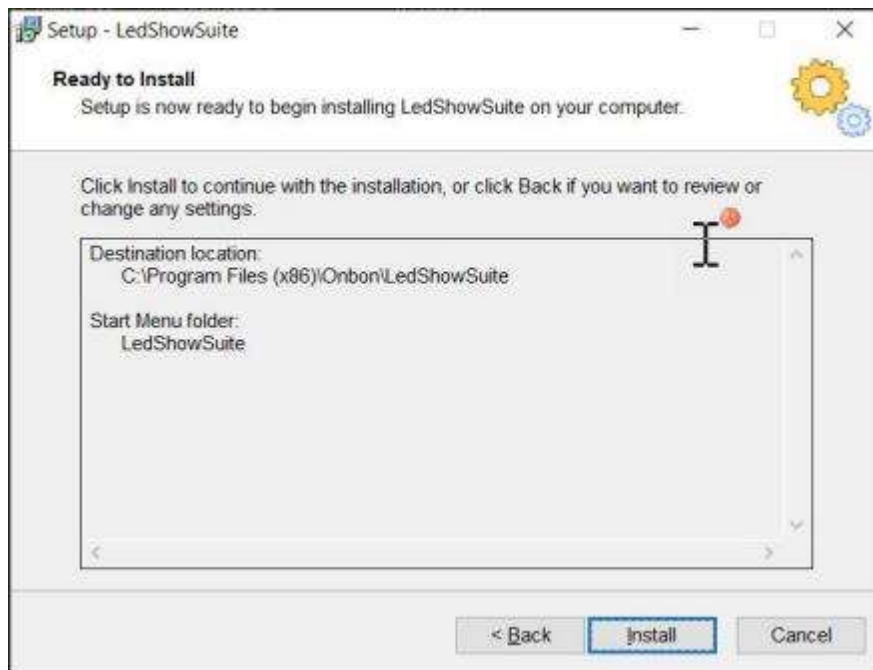 Setup - LedShowSuite
Ready to Install
Setup is now ready to begin installing LedShowSuite on your computer.
Click Install to continue with the installation, or click Back if you want to review or
change any settings.
Destination location:
C:\Program Files (x86)\Onbon\LedShowSuite
Start Menu folder:
LedShowSuite
< Back
Install
Cancel